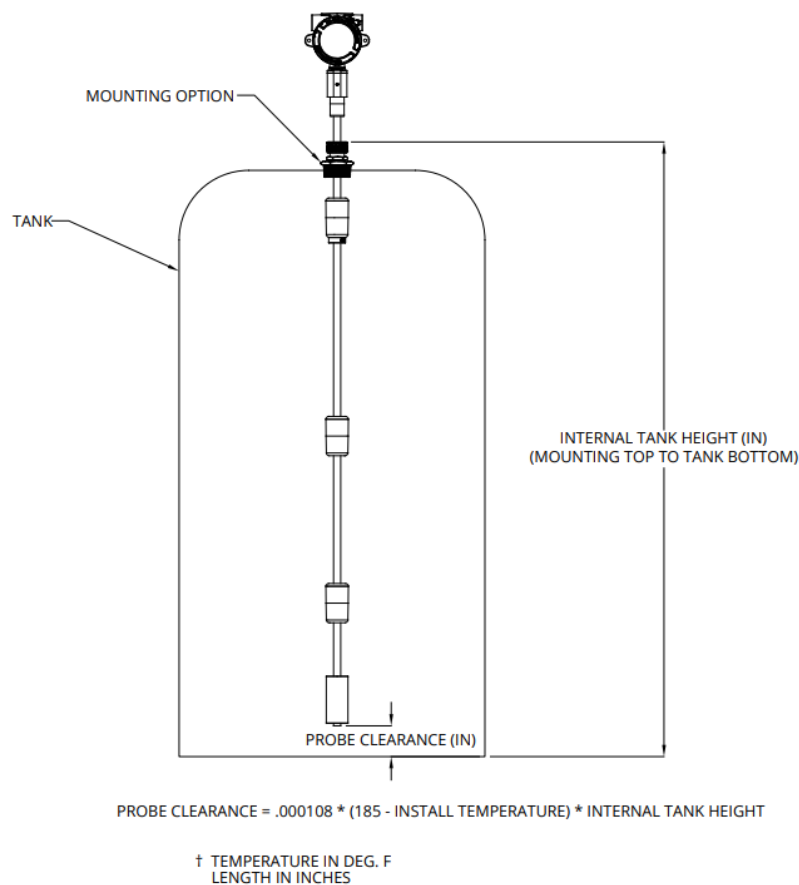 MOUNTING OPTION
TANK
INTERNAL TANK HEIGHT (IN)
(MOUNTING TOP TO TANK BOTTOM)
PROBE CLEARANCE (IN)
PROBE CLEARANCE = .000108 * (185 - INSTALL TEMPERATURE) * INTERNAL TANK HEIGHT
† TEMPERATURE IN DEG. F
LENGTH IN INCHES